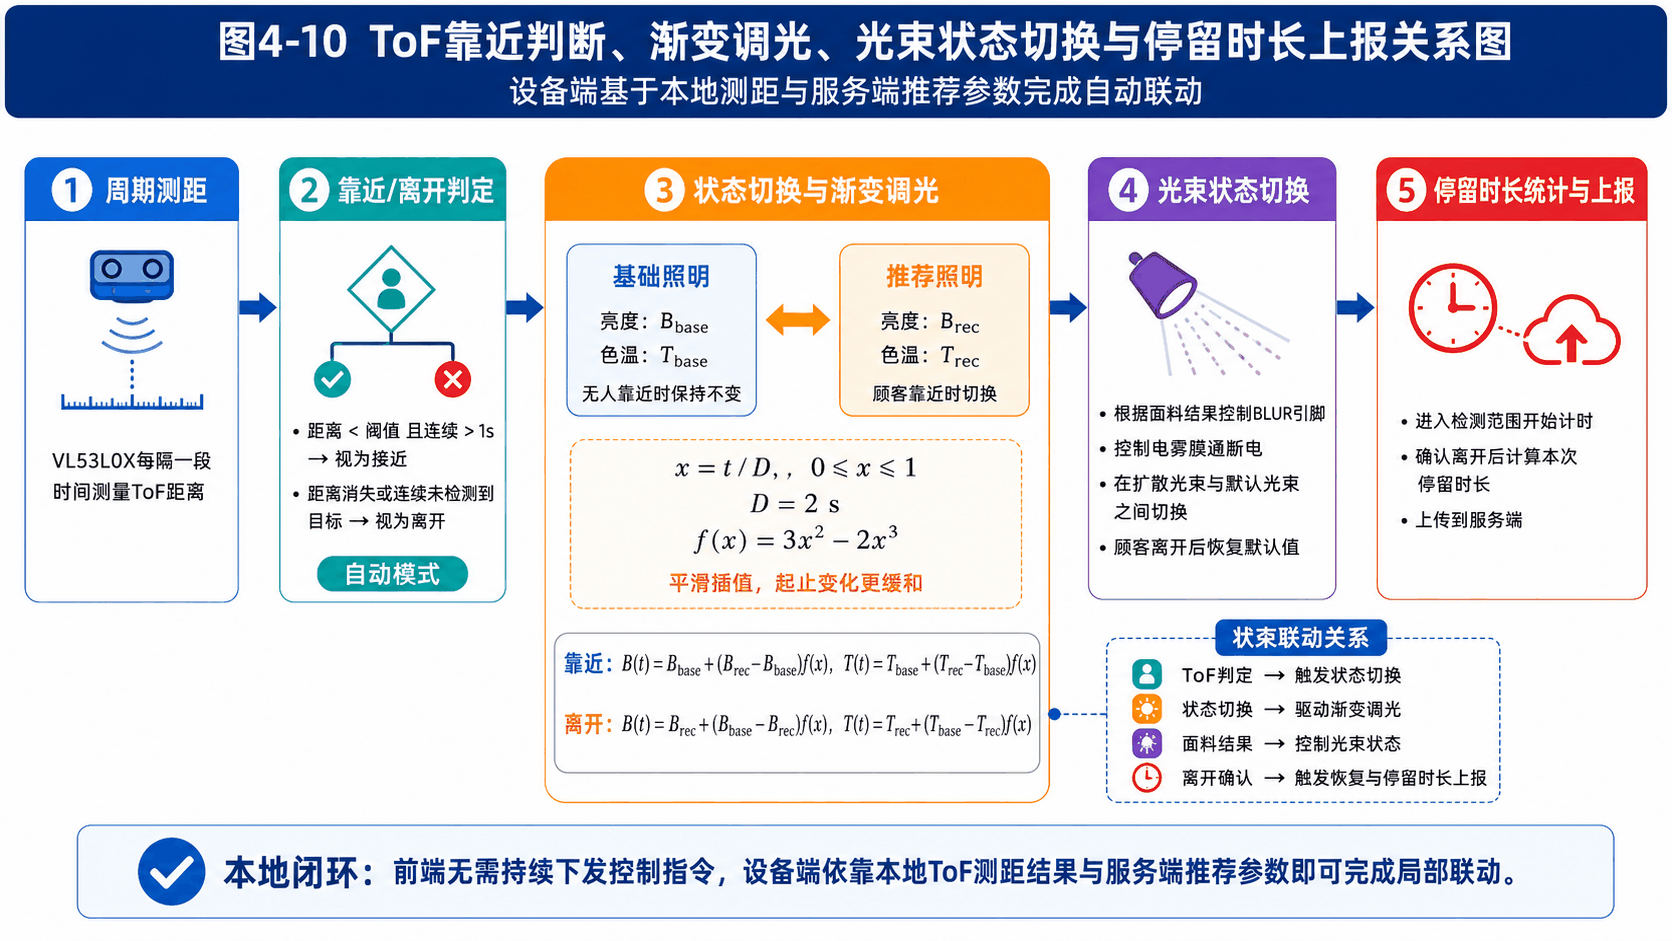 图4-10 ToF靠近判断、渐变调光、光束状态切换与停留时长上报关系图
设备端基于本地测距与服务端推荐参数完成自动联动
1 周期测距
VL53L0X每隔一段
时间测量ToF距离
2 靠近/离开判定
• 距离 < 阀值 且连续 > 1s
→ 视为接近
• 距离消失或连续未检测到
目标 → 视为离开
自动模式
3 状态切换与渐变调光
基础照明
亮度：B_base
色温：T_base
无人靠近时保持不变
推荐照明
亮度：B_rec
色温：T_rec
顾客靠近时切换
x = t / D, , 0 ⩽ x ⩽ 1
D = 2 s
f(x) = 3x² − 2x³
平滑插值，起止变化更缓和
靠近：B(t) = B_base + (B_rec − B_base)f(x), T(t) = T_base + (T_rec − T_base)f(x)
离开：B(t) = B_rec + (B_base − B_rec)f(x), T(t) = T_rec + (T_base − T_rec)f(x)
4 光束状态切换
• 根据面料结果控制BLUR引脚
• 控制电雾膜通断电
• 在扩散光束与默认光束
之间切换
• 顾客离开后恢复默认值
5 停留时长统计与上报
• 进入检测范围开始计时
• 确认离开后计算本次
停留时长
• 上传到服务端
状束联动关系
ToF判定 → 触发状态切换
状态切换 → 驱动渐变调光
面料结果 → 控制光束状态
离开确认 → 触发恢复与停留时长上报
本地闭环：前端无需持续下发控制指令，设备端依靠本地ToF测距结果与服务端推荐参数即可完成局部联动。